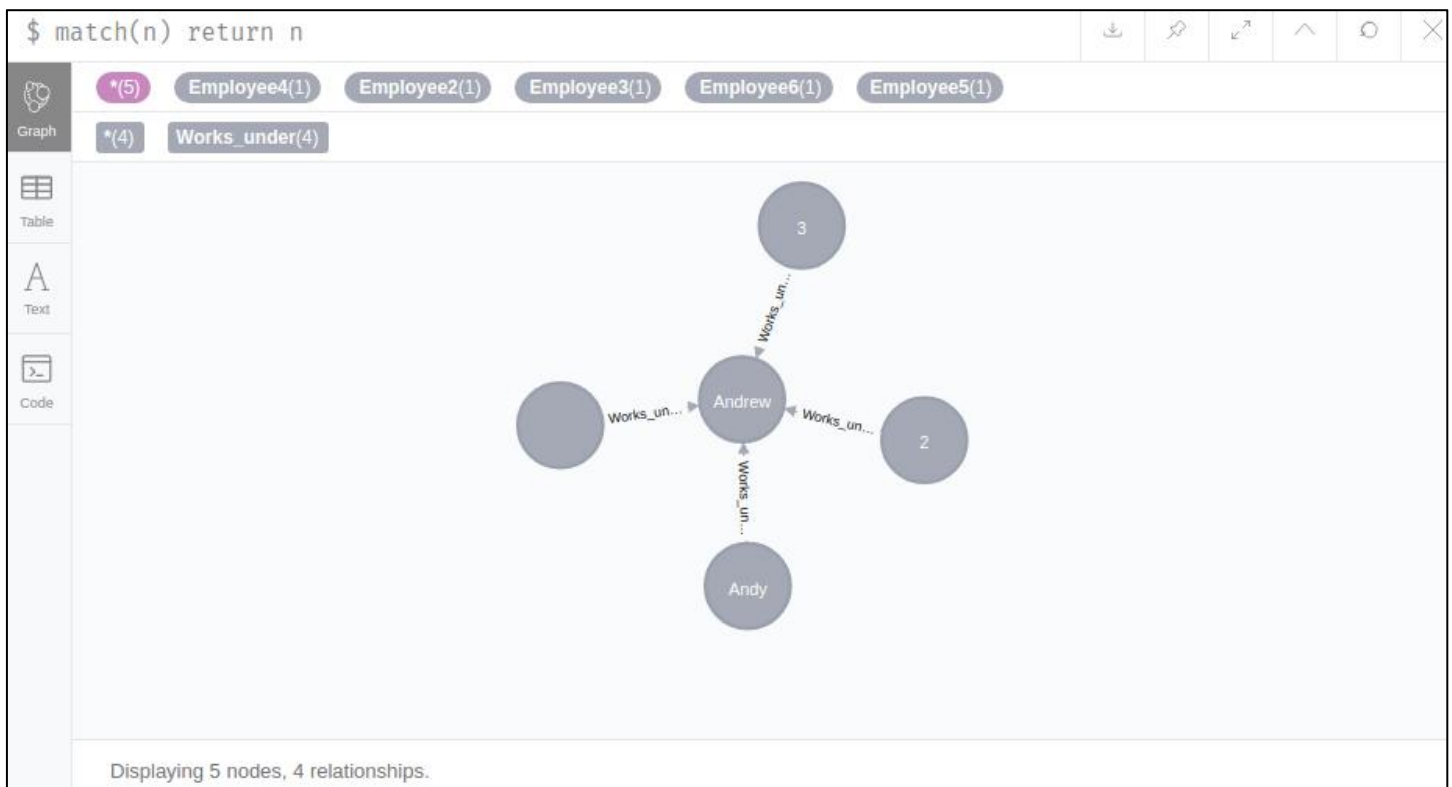 $ match(n) return n
*(5) Employee4(1) Employee2(1) Employee3(1) Employee6(1) Employee5(1)
Graph
*(4) Works_under(4)
Table
Text
Code
3
Works_un...
Andrew
Works_un...
Works_un...
2
Works_un...
Andy
Displaying 5 nodes, 4 relationships.